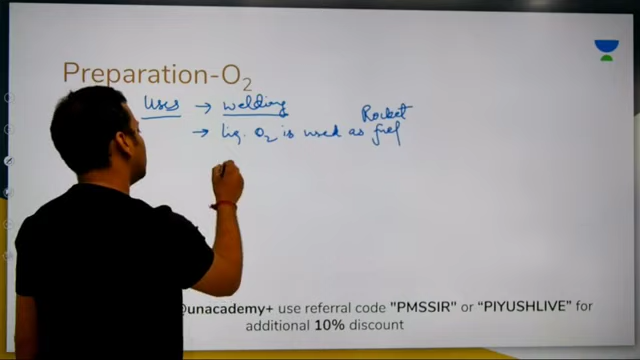 Preparation-O2
Uses → welding
Rocket
→ liq. O2 is used as fuel
@unacademy+ use referral code "PMSSIR" or "PIYUSHLIVE" for
additional 10% discount